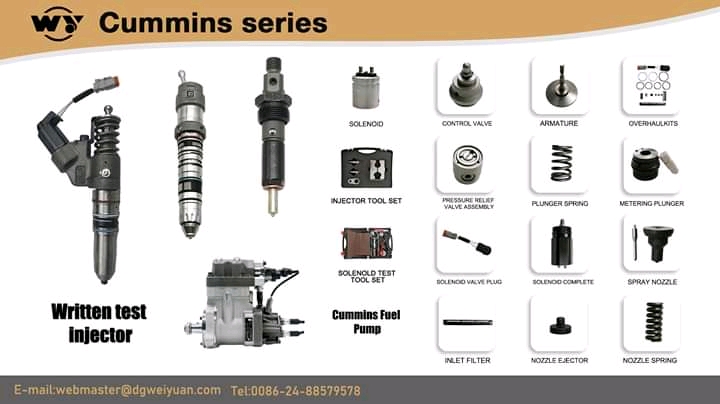 WY
Cummins series
SOLENOID
CONTROL VALVE
ARMATURE
OVERHAULKITS
INJECTOR TOOL SET
PRESSURE RELIEF
VALVE ASSEMBLY
PLUNGER SPRING
METERING PLUNGER
SOLENOLD TEST
TOOL SET
SOLENOID VALVE PLUG
SOLENOID COMPLETE
SPRAY NOZZLE
Written test
injector
Cummins Fuel
Pump
INLET FILTER
NOZZLE EJECTOR
NOZZLE SPRING
E-mail:webmaster@dgweiyuan.com Tel:0086-24-88579578